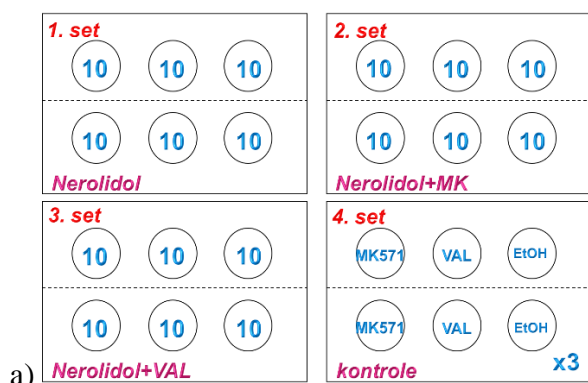 1. set
10 10 10
10 10 10
Nerolidol
2. set
10 10 10
10 10 10
Nerolidol+MK
3. set
10 10 10
10 10 10
Nerolidol+VAL
4. set
MK571 VAL EtOH
MK571 VAL EtOH
kontrole x3
a)